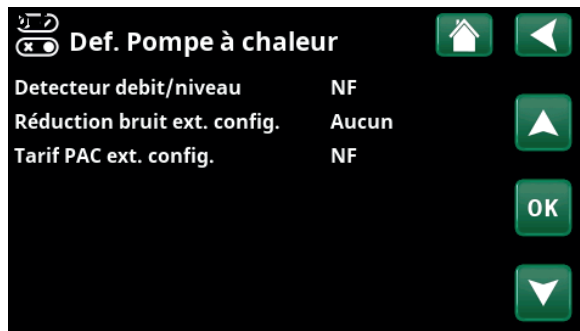 Def. Pompe à chaleur
Detecteur debit/niveau NF
Réduction bruit ext. config. Aucun
Tarif PAC ext. config. NF
OK